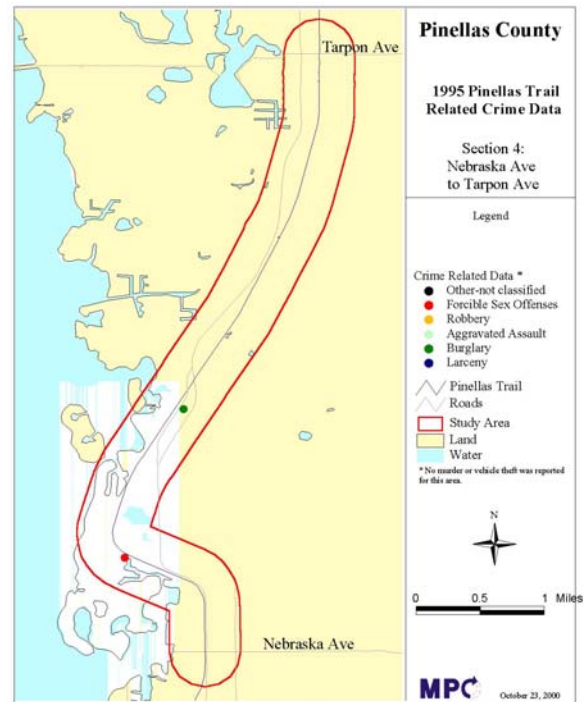 Tarpon Ave
Nebraska Ave
Pinellas County
1995 Pinellas Trail
Related Crime Data
Section 4:
Nebraska Ave
to Tarpon Ave
Legend
Crime Related Data *
Other-not classified
Forcible Sex Offenses
Robbery
Aggravated Assault
Burglary
Larceny
Pinellas Trail
Roads
Study Area
Land
Water
* No murder or vehicle theft was reported
for this area.
N
0 0.5 1 Miles
MPO October 23, 2000